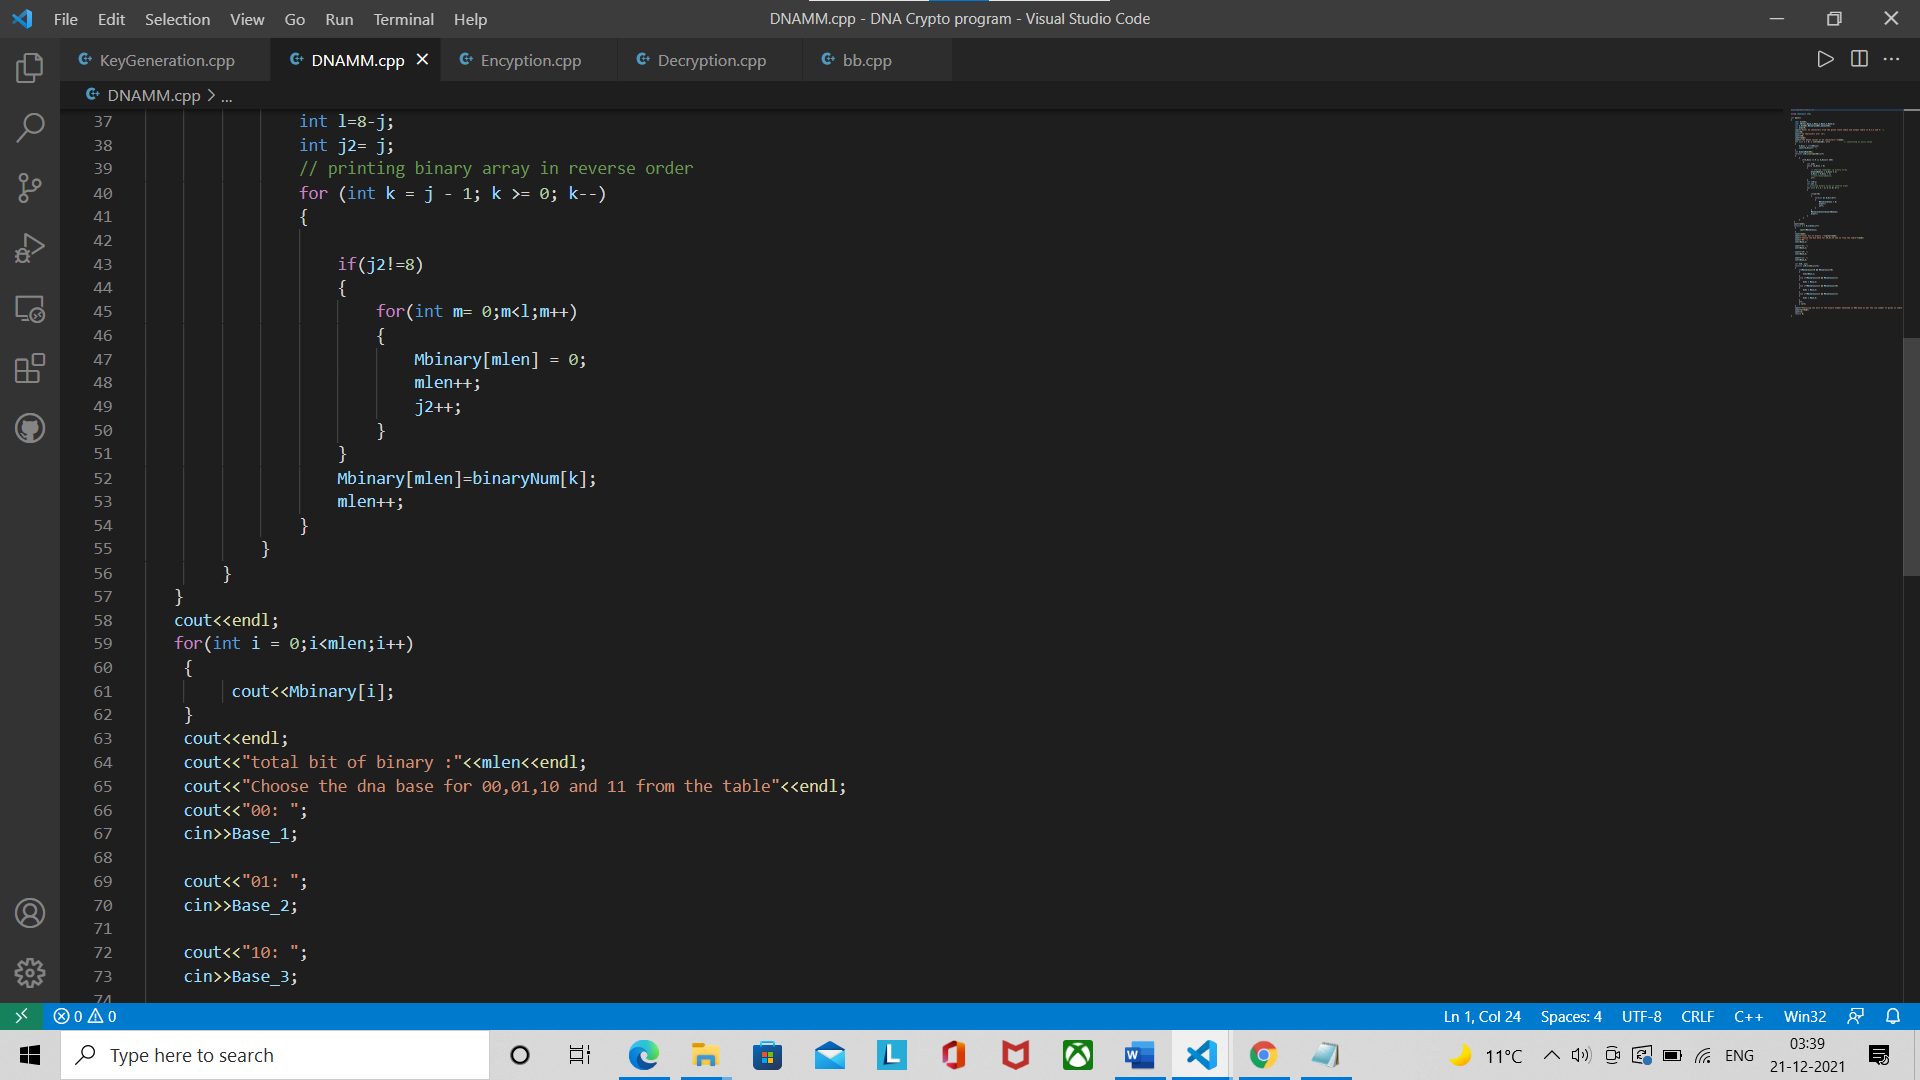 File Edit Selection View Go Run Terminal Help DNAMM.cpp - DNA Crypto program - Visual Studio Code
KeyGeneration.cpp DNAMM.cpp Encyption.cpp Decryption.cpp bb.cpp
DNAMM.cpp > ...
37 int l=8-j;
38 int j2= j;
39 // printing binary array in reverse order
40 for (int k = j - 1; k >= 0; k--)
41 {
42
43 if(j2!=8)
44 {
45 for(int m= 0;m<l;m++)
46 {
47 Mbinary[mlen] = 0;
48 mlen++;
49 j2++;
50 }
51 }
52 Mbinary[mlen]=binaryNum[k];
53 mlen++;
54 }
55 }
56 }
57 }
58 cout<<endl;
59 for(int i = 0;i<mlen;i++)
60 {
61 cout<<Mbinary[i];
62 }
63 cout<<endl;
64 cout<<"total bit of binary :"<<mlen<<endl;
65 cout<<"Choose the dna base for 00,01,10 and 11 from the table"<<endl;
66 cout<<"00: ";
67 cin>>Base_1;
68
69 cout<<"01: ";
70 cin>>Base_2;
71
72 cout<<"10: ";
73 cin>>Base_3;
74
0 0 Ln 1, Col 24 Spaces: 4 UTF-8 CRLF C++ Win32
Type here to search 11°C ENG 03:39
21-12-2021